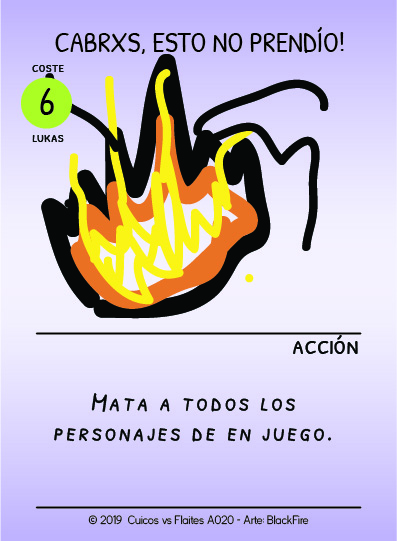 CABRXS, ESTO NO PRENDÍO!
COSTE
6
LUKAS
ACCIÓN
MATA A TODOS LOS
PERSONAJES DE EN JUEGO.
© 2019 Cuicos vs Flaites A020 - Arte: BlackFire